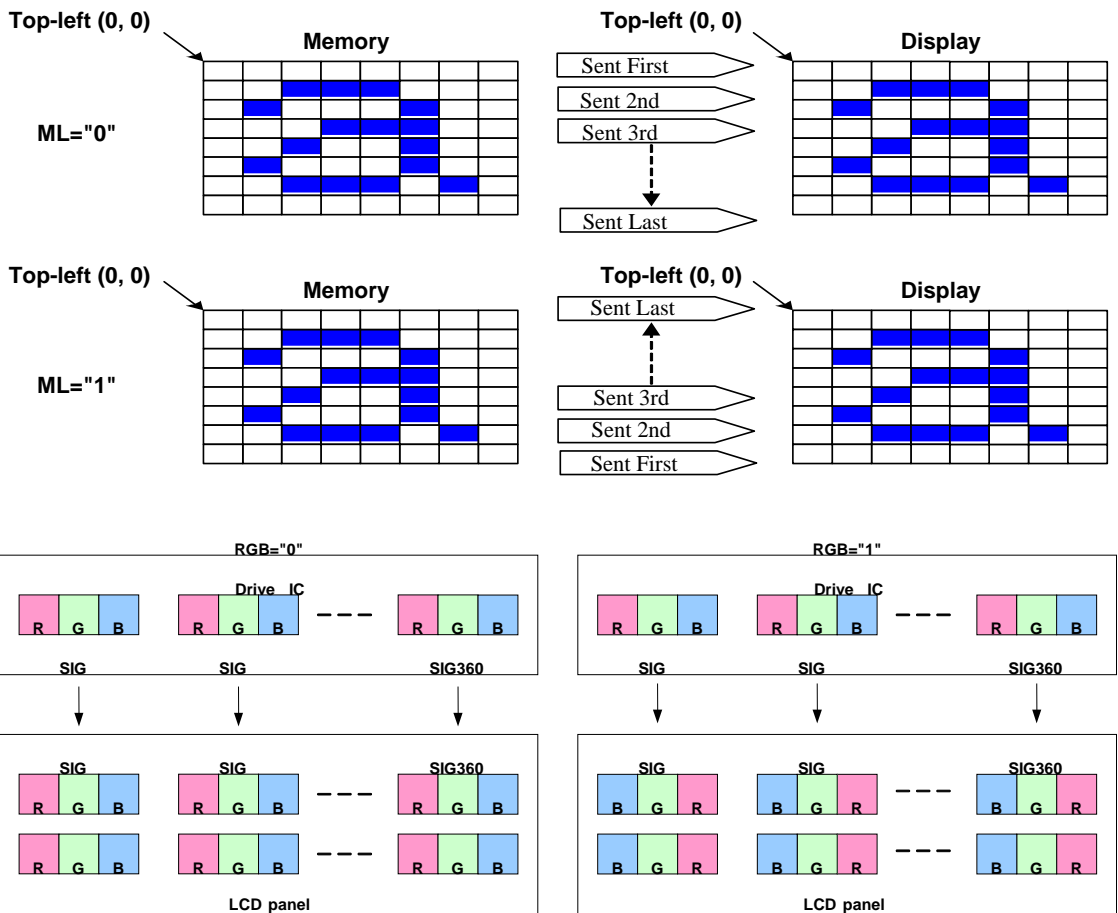 Top-left (0, 0) Top-left (0, 0)
Memory Display
Sent First
Sent 2nd
ML="0" Sent 3rd
Sent Last
Top-left (0, 0) Top-left (0, 0)
Memory Display
Sent Last
ML="1"
Sent 3rd
Sent 2nd
Sent First
RGB="0" RGB="1"
Drive IC Drive IC
R G B R G B R G B R G B R G B R G B
SIG SIG SIG360 SIG SIG SIG360
SIG SIG SIG360 SIG SIG SIG360
R G B R G B R G B B G R B G R B G R
R G B R G B R G B B G R B G R B G R
LCD panel LCD panel